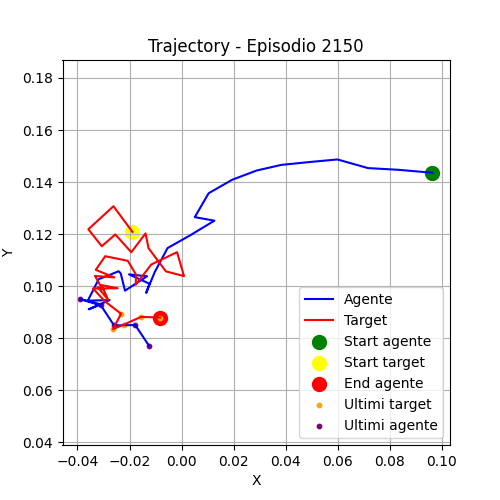 Trajectory - Episodio 2150
0.18
0.16
0.14
0.12
0.10
0.08
0.06
0.04
Y
−0.04
−0.02
0.00
0.02
0.04
0.06
0.08
0.10
X
Agente
Target
Start agente
Start target
End agente
Ultimi target
Ultimi agente